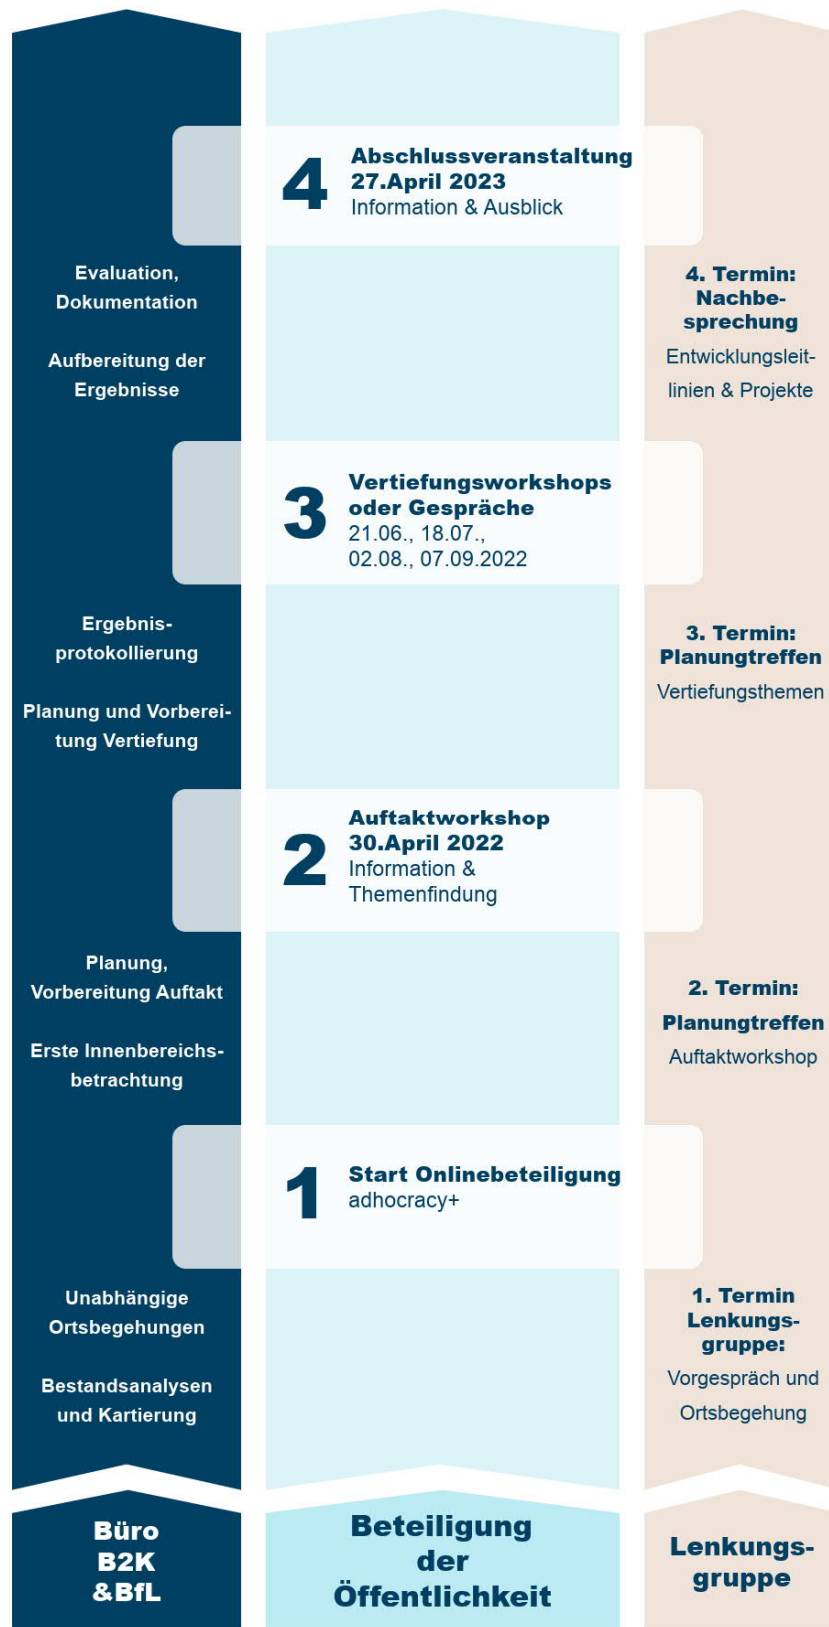 4
Abschlussveranstaltung
27.April 2023
Information & Ausblick
Evaluation,
Dokumentation
Aufbereitung der
Ergebnisse
4. Termin:
Nachbe-
sprechung
Entwicklungsleit-
linien & Projekte
3
Vertiefungsworkshops
oder Gespräche
21.06., 18.07.,
02.08., 07.09.2022
Ergebnis-
protokollierung
Planung und Vorberei-
tung Vertiefung
3. Termin:
Planungtreffen
Vertiefungsthemen
2
Auftaktworkshop
30.April 2022
Information &
Themenfindung
Planung,
Vorbereitung Auftakt
Erste Innenbereichs-
betrachtung
2. Termin:
Planungtreffen
Auftaktworkshop
1
Start Onlinebeteiligung
adhocracy+
Unabhängige
Ortsbegehungen
Bestandsanalysen
und Kartierung
1. Termin
Lenkungs-
gruppe:
Vorgespräch und
Ortsbegehung
Büro
B2K
&BfL
Beteiligung
der
Öffentlichkeit
Lenkungs-
gruppe